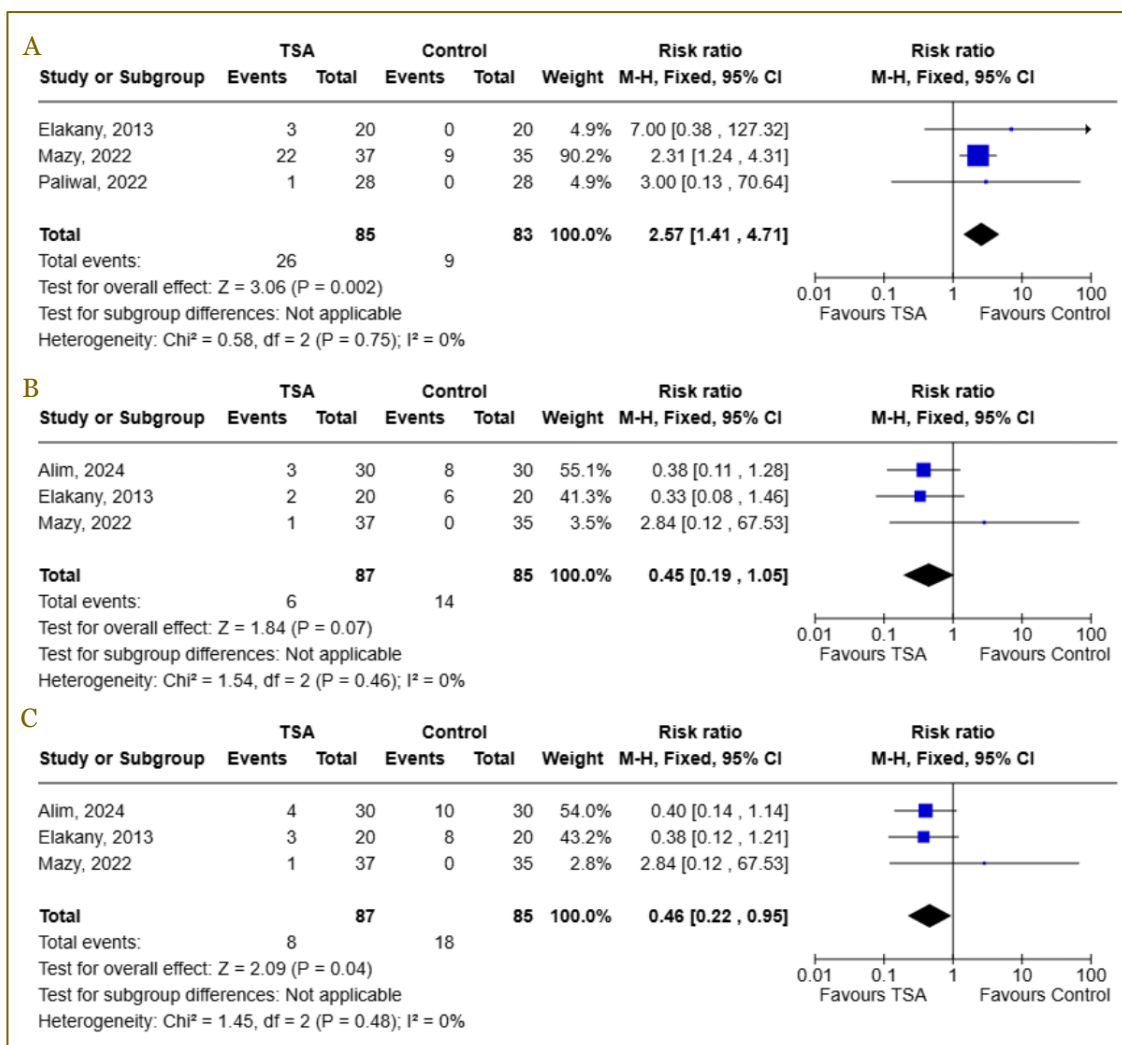 A
TSA Control Risk ratio Risk ratio
Study or Subgroup Events Total Events Total Weight M-H, Fixed, 95% CI M-H, Fixed, 95% CI
Elakany, 2013 3 20 0 20 4.9% 7.00 [0.38 , 127.32]
Mazy, 2022 22 37 9 35 90.2% 2.31 [1.24 , 4.31]
Paliwal, 2022 1 28 0 28 4.9% 3.00 [0.13 , 70.64]
Total 85 83 100.0% 2.57 [1.41 , 4.71]
Total events: 26 9
Test for overall effect: Z = 3.06 (P = 0.002)
Test for subgroup differences: Not applicable
Heterogeneity: Chi² = 0.58, df = 2 (P = 0.75); I² = 0%
0.01 0.1 1 10 100
Favours TSA Favours Control
B
TSA Control Risk ratio Risk ratio
Study or Subgroup Events Total Events Total Weight M-H, Fixed, 95% CI M-H, Fixed, 95% CI
Alim, 2024 3 30 8 30 55.1% 0.38 [0.11 , 1.28]
Elakany, 2013 2 20 6 20 41.3% 0.33 [0.08 , 1.46]
Mazy, 2022 1 37 0 35 3.5% 2.84 [0.12 , 67.53]
Total 87 85 100.0% 0.45 [0.19 , 1.05]
Total events: 6 14
Test for overall effect: Z = 1.84 (P = 0.07)
Test for subgroup differences: Not applicable
Heterogeneity: Chi² = 1.54, df = 2 (P = 0.46); I² = 0%
0.01 0.1 1 10 100
Favours TSA Favours Control
C
TSA Control Risk ratio Risk ratio
Study or Subgroup Events Total Events Total Weight M-H, Fixed, 95% CI M-H, Fixed, 95% CI
Alim, 2024 4 30 10 30 54.0% 0.40 [0.14 , 1.14]
Elakany, 2013 3 20 8 20 43.2% 0.38 [0.12 , 1.21]
Mazy, 2022 1 37 0 35 2.8% 2.84 [0.12 , 67.53]
Total 87 85 100.0% 0.46 [0.22 , 0.95]
Total events: 8 18
Test for overall effect: Z = 2.09 (P = 0.04)
Test for subgroup differences: Not applicable
Heterogeneity: Chi² = 1.45, df = 2 (P = 0.48); I² = 0%
0.01 0.1 1 10 100
Favours TSA Favours Control